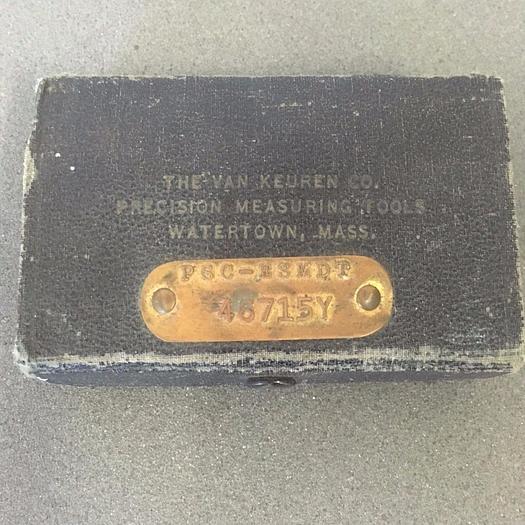 THE VAN KEUREN CO.
PRECISION MEASURING TOOLS
WATERTOWN, MASS.
46715Y